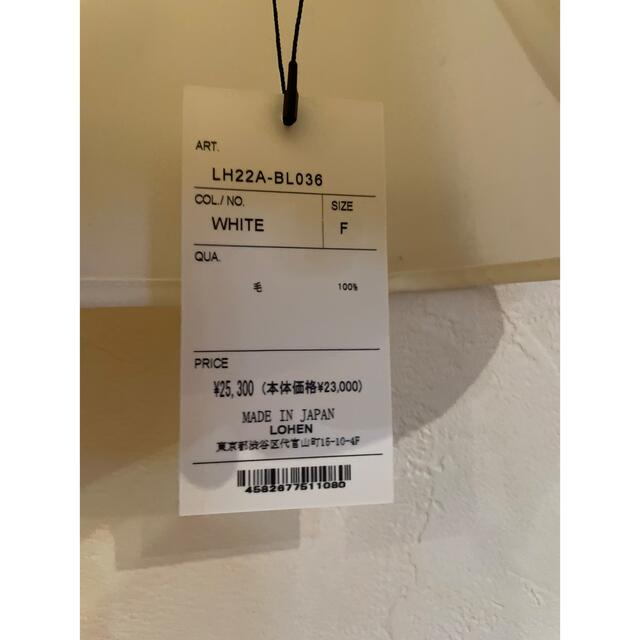 ART.
LH22A-BL036
COL./NO. SIZE
WHITE F
QUA.
毛 100%
PRICE
¥25,300 (本体価格¥23,000)
MADE IN JAPAN
LOHEN
東京都渋谷区代官山町15-10-4F
4582677511080